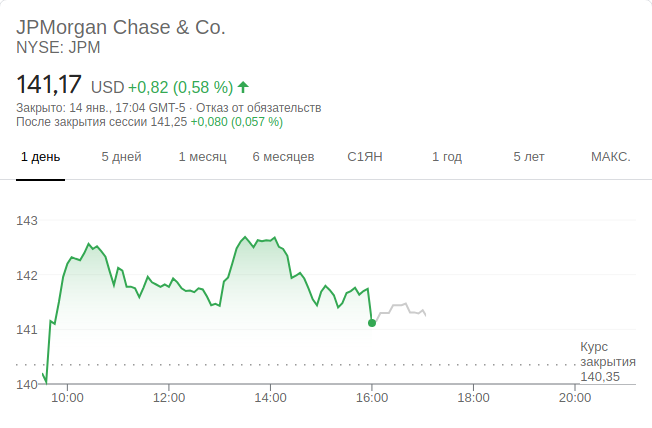 JPMorgan Chase & Co.
NYSE: JPM
141,17 USD +0,82 (0,58 %)
Закрыто: 14 янв., 17:04 GMT-5 · Отказ от обязательств
После закрытия сессии 141,25 +0,080 (0,057 %)
1 день 5 дней 1 месяц 6 месяцев С1ЯН 1 год 5 лет МАКС.
143
142
141
Курс
закрытия
140,35
140
10:00 12:00 14:00 16:00 18:00 20:00